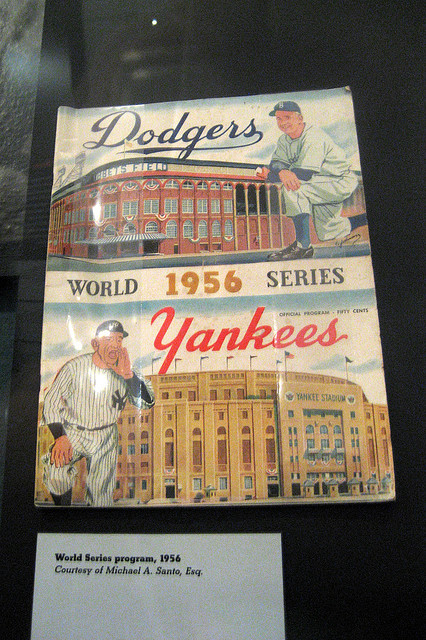 Dodgers
EBBETS FIELD
WORLD 1956 SERIES
OFFICIAL PROGRAM - FIFTY CENTS
Yankees
YANKEE STADIUM
World Series program, 1956
Courtesy of Michael A. Santo, Esq.